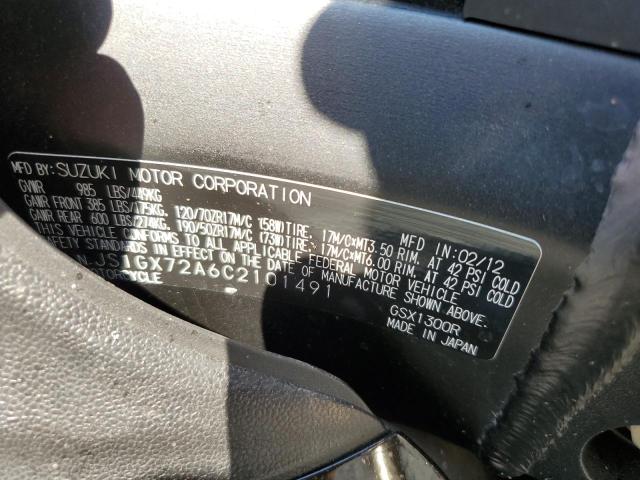 MFD BY: SUZUKI MOTOR CORPORATION MFD IN: 02/12
GVWR 985 LBS/449KG
GAWR FRONT 385 LBS/175KG. 120/70ZR17M/C (58W)TIRE, 17M/C×MT3.50 RIM. AT 42 PSI COLD
GAWR REAR 600 LBS/274KG. 190/50ZR17M/C (73W)TIRE, 17M/C×MT6.00 RIM. AT 42 PSI COLD
THIS VEHICLE CONFORMS TO ALL APPLICABLE FEDERAL MOTOR VEHICLE
SAFETY STANDARDS IN EFFECT ON THE DATE OF MANUFACTURE SHOWN ABOVE.
JS1GX72A6C2101491 GSX1300R
MADE IN JAPAN